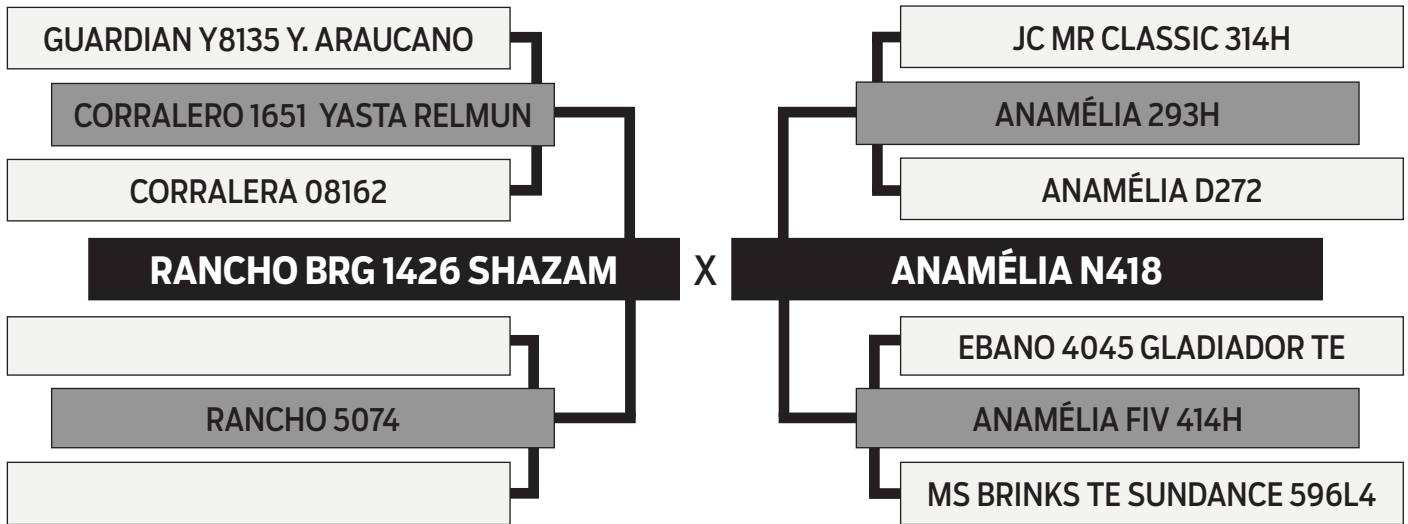 GUARDIAN Y8135 Y. ARAUCANO
CORRALERO 1651 YASTA RELMUN
CORRALERA 08162
RANCHO BRG 1426 SHAZAM
RANCHO 5074
X
JC MR CLASSIC 314H
ANAMÉLIA 293H
ANAMÉLIA D272
ANAMÉLIA N418
EBANO 4045 GLADIADOR TE
ANAMÉLIA FIV 414H
MS BRINKS TE SUNDANCE 596L4